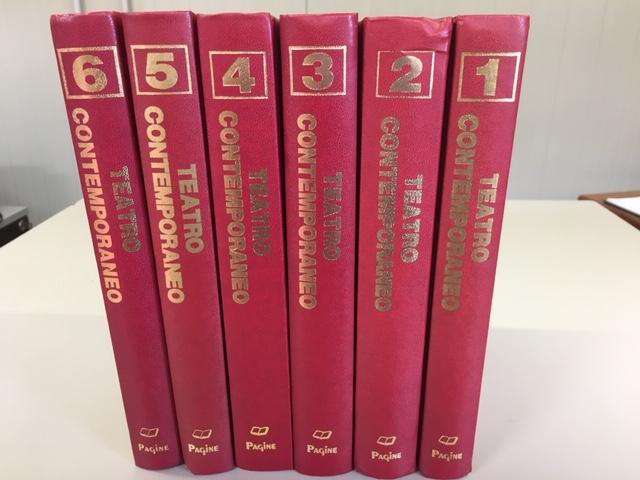 6
TEATRO
CONTEMPORANEO
PAGINE
5
TEATRO
CONTEMPORANEO
PAGINE
4
TEATRO
CONTEMPORANEO
PAGINE
3
TEATRO
CONTEMPORANEO
PAGINE
2
TEATRO
CONTEMPORANEO
PAGINE
1
TEATRO
CONTEMPORANEO
PAGINE